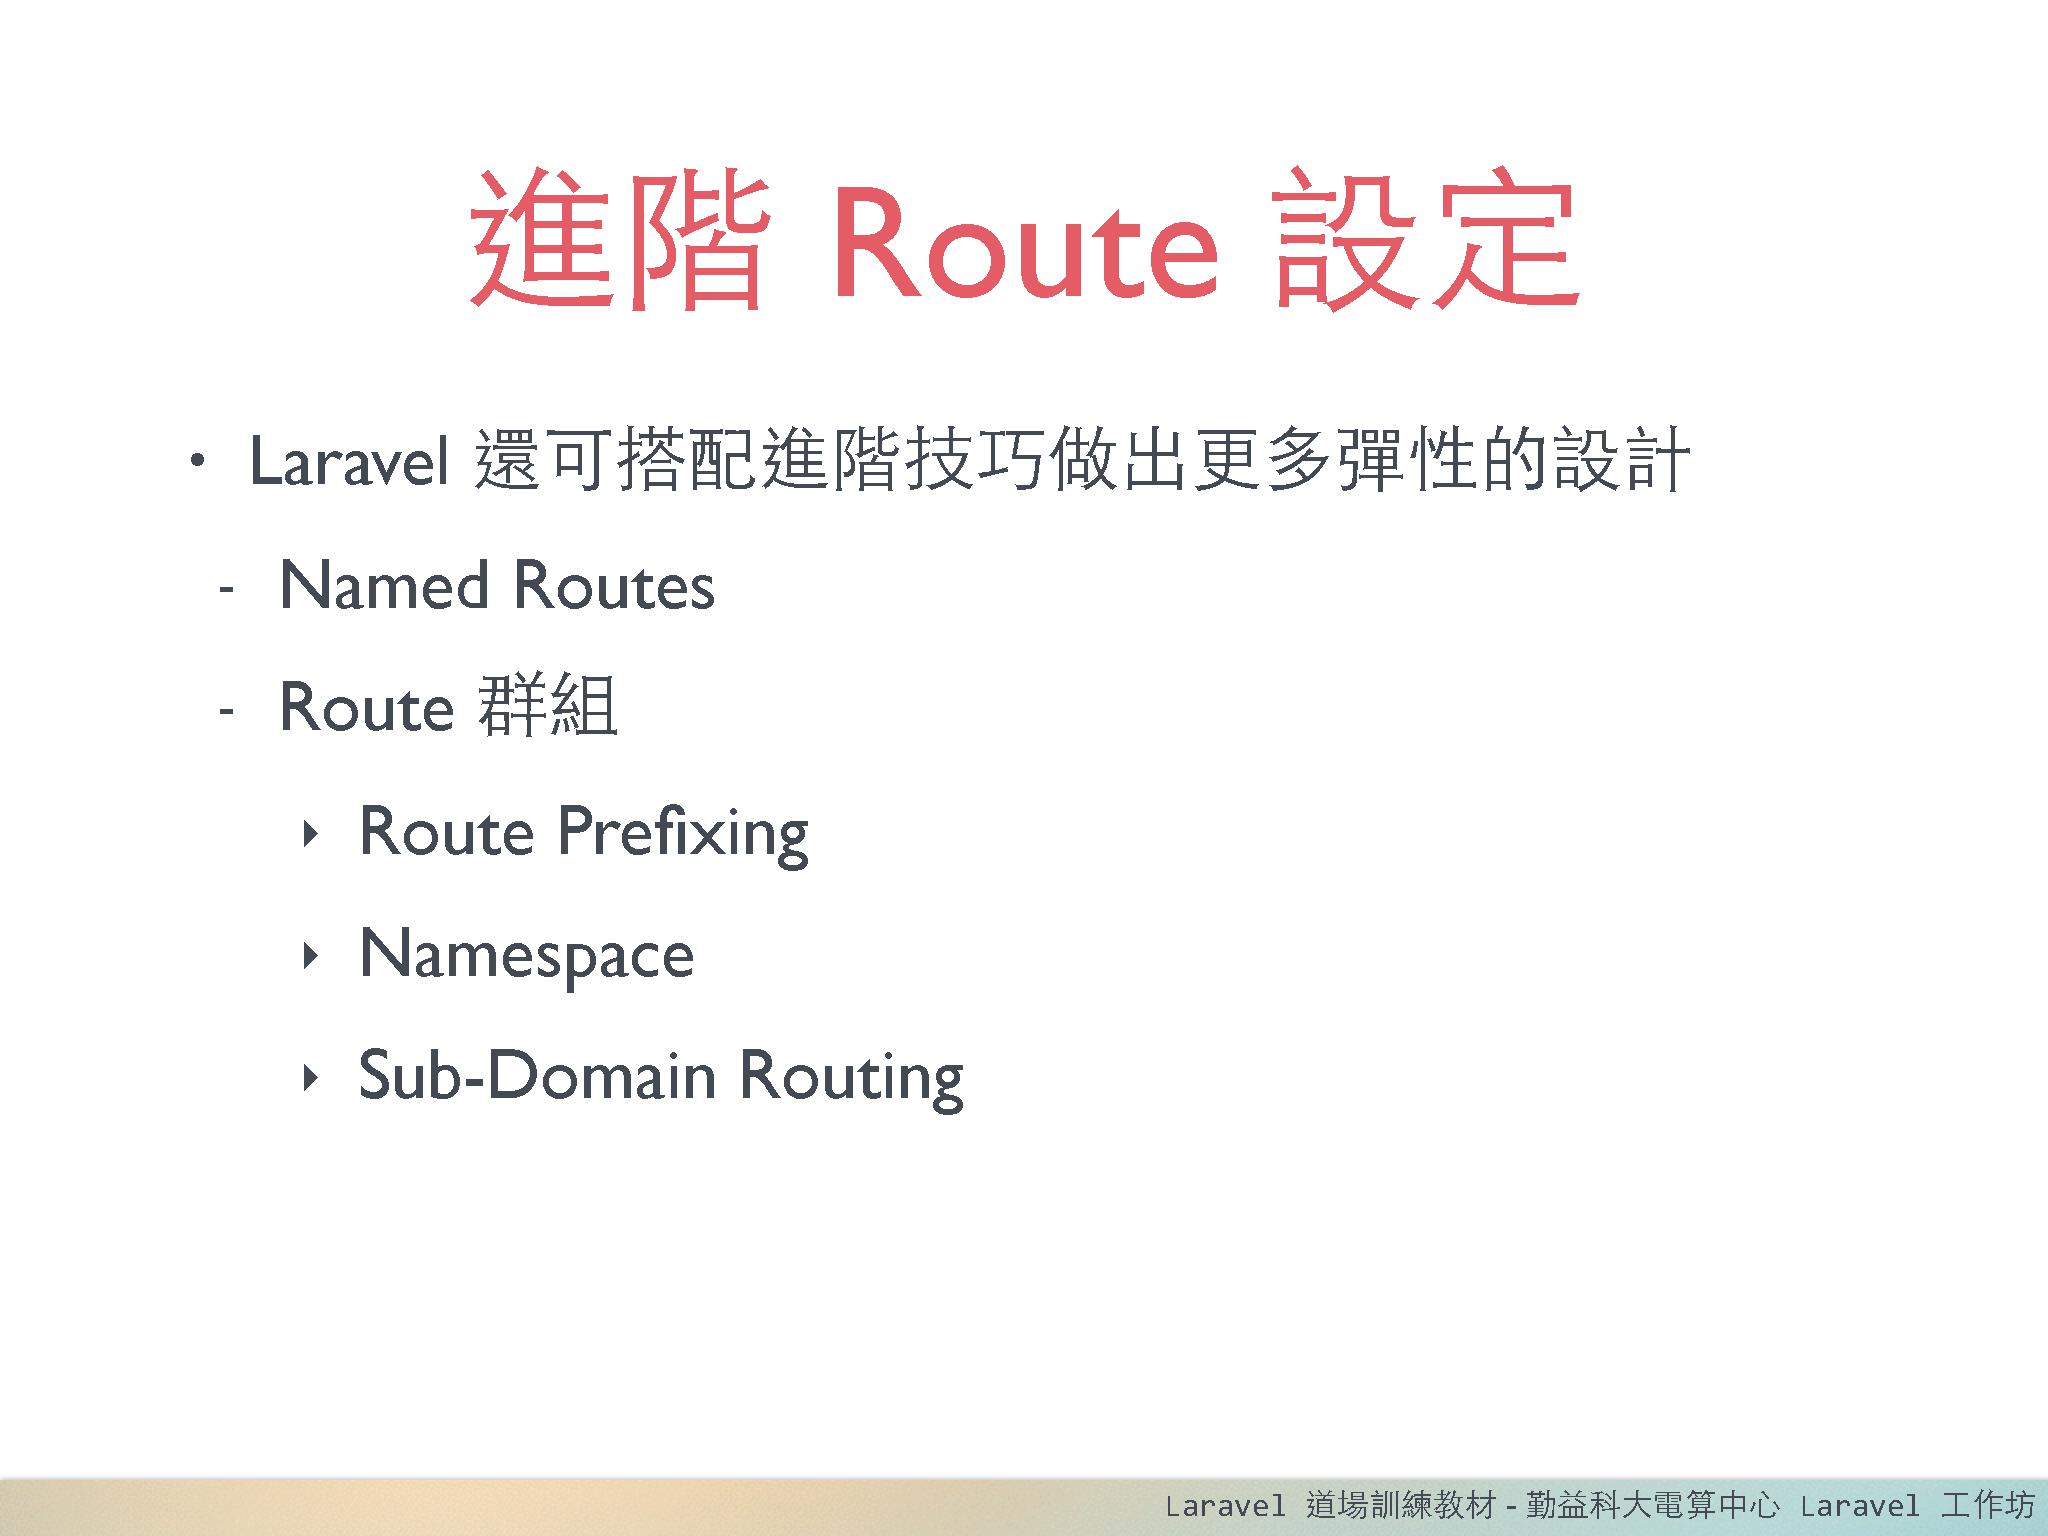 進階 Route 設定
• Laravel 還可搭配進階技巧做出更多彈性的設計
- Named Routes
- Route 群組
‣ Route Prefixing
‣ Namespace
‣ Sub-Domain Routing
Laravel 道場訓練教材 - 勤益科大電算中心 Laravel 工作坊